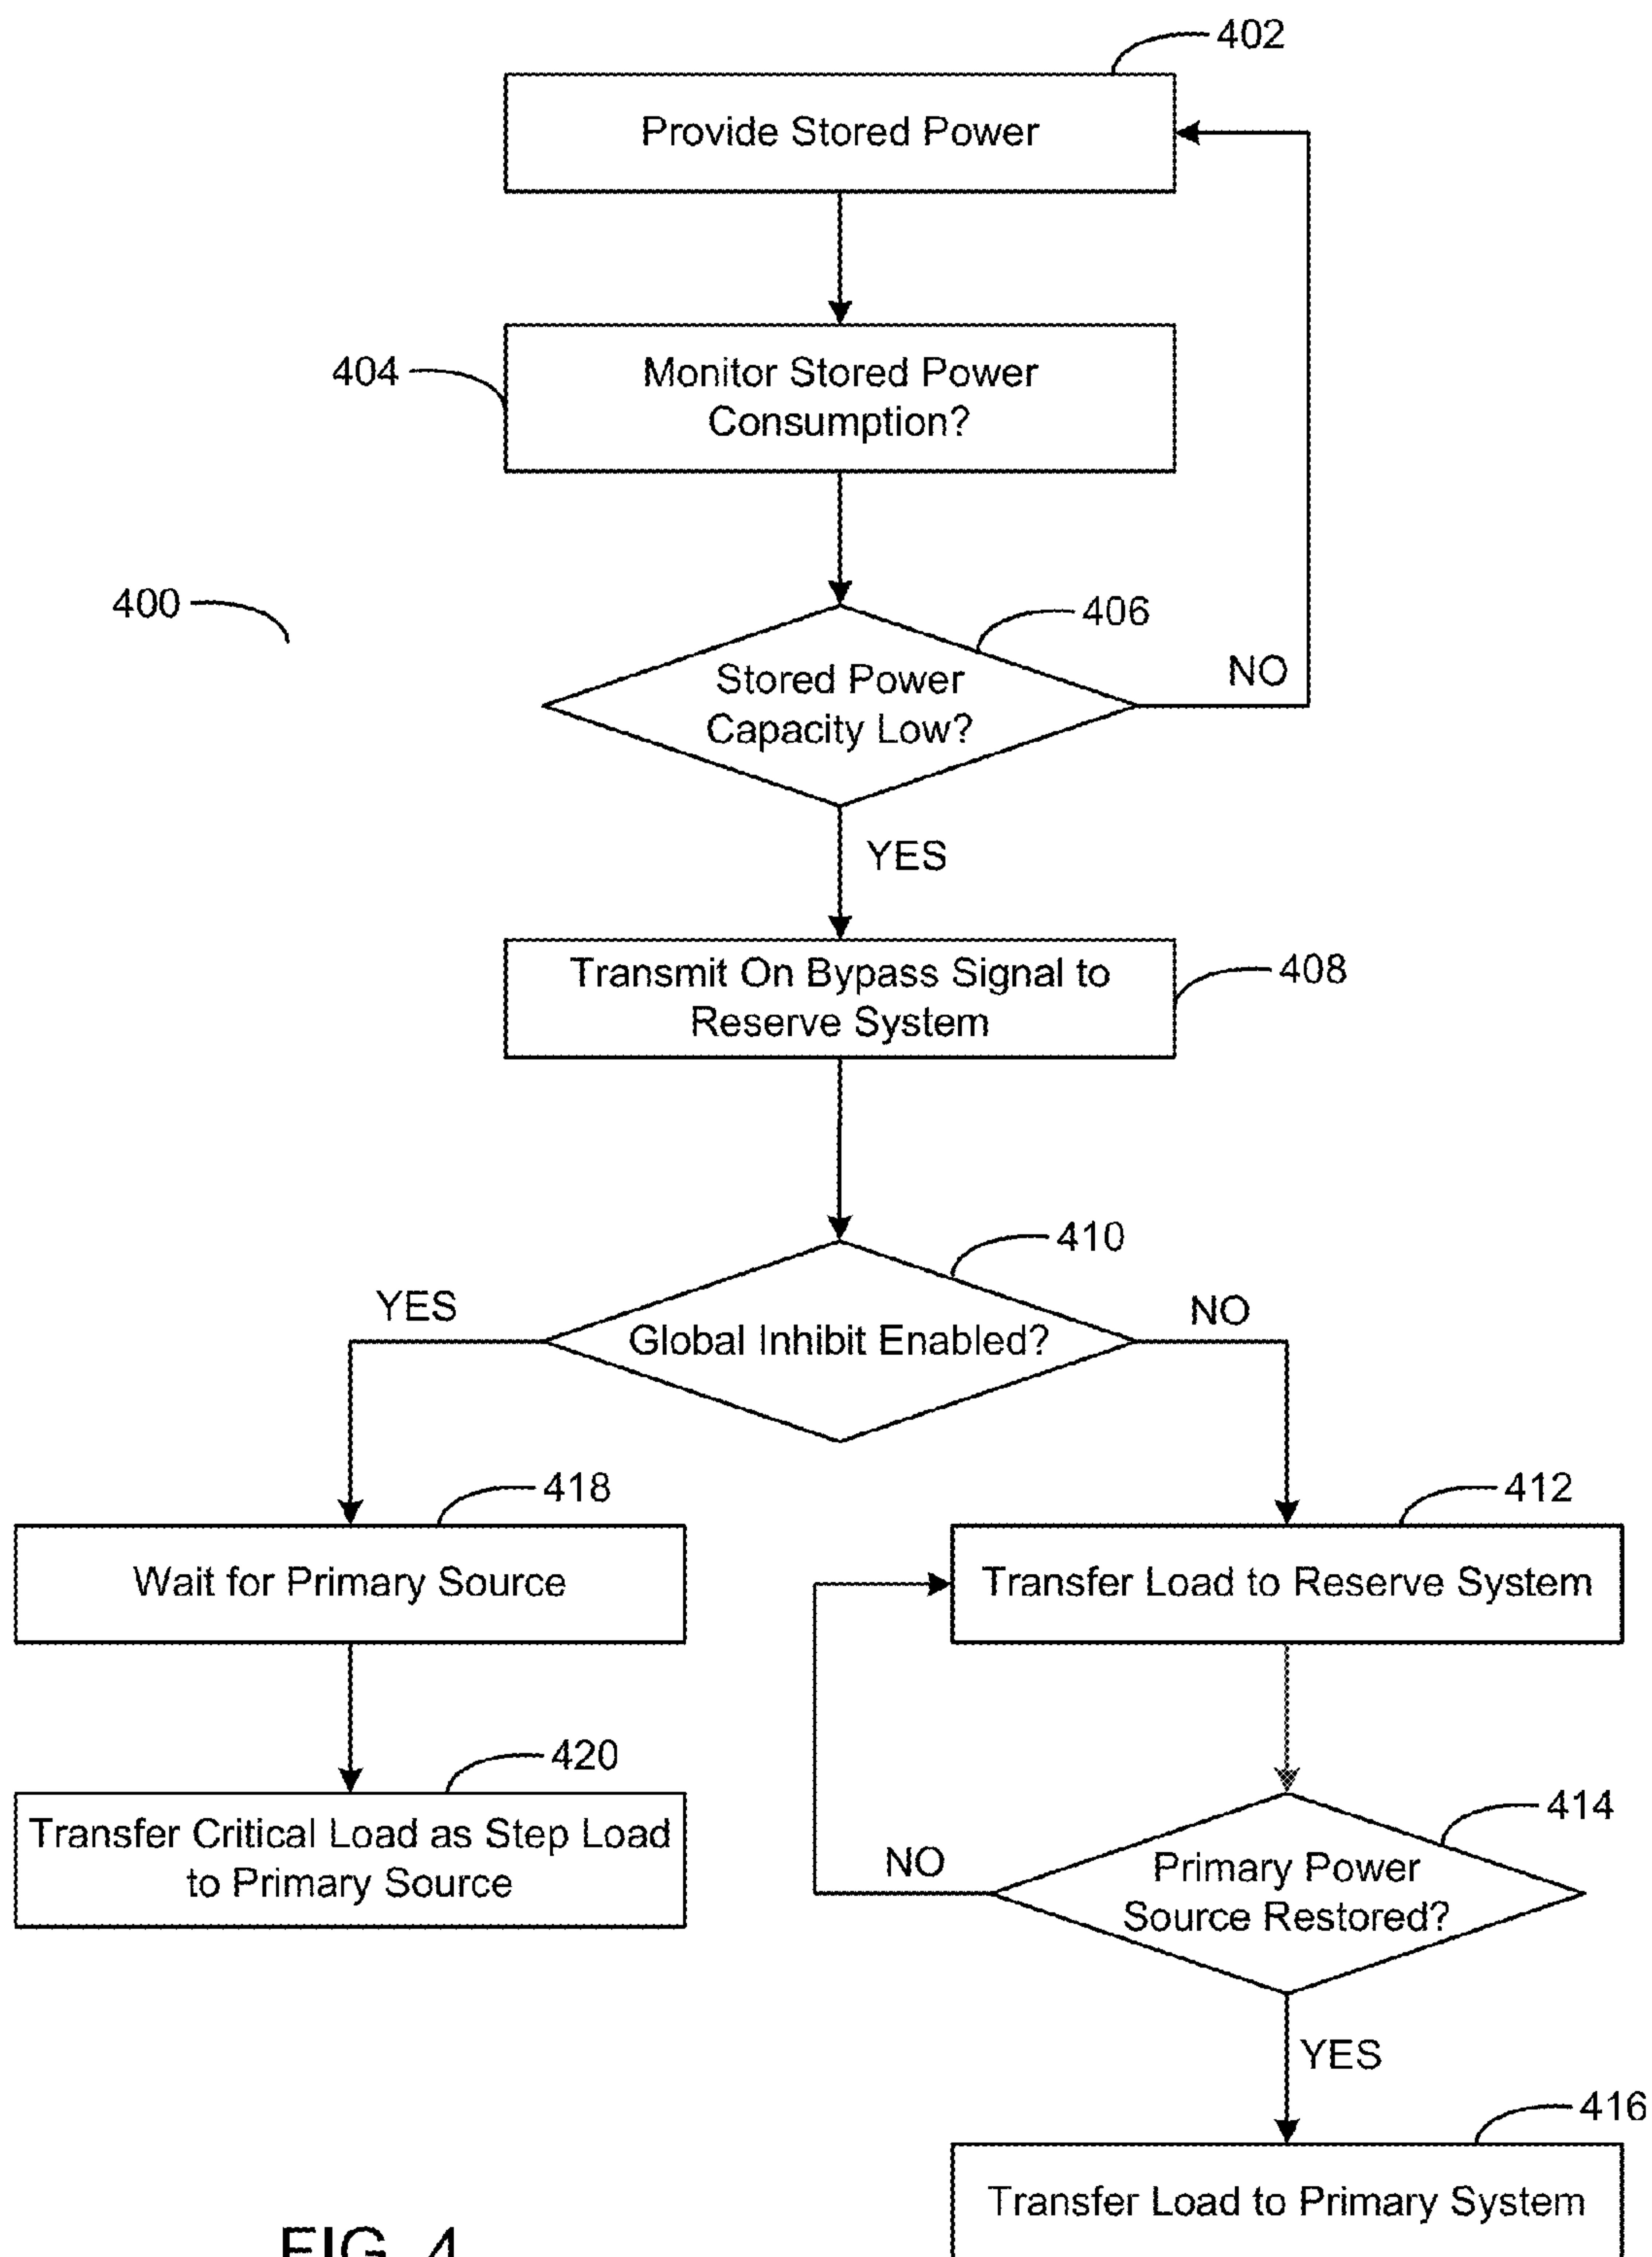 402
Provide Stored Power
404
Monitor Stored Power
Consumption?
400
406
Stored Power
Capacity Low?
NO
YES
Transmit On Bypass Signal to
Reserve System
408
410
YES
Global Inhibit Enabled?
NO
418
Wait for Primary Source
412
Transfer Load to Reserve System
420
Transfer Critical Load as Step Load
to Primary Source
414
NO
Primary Power
Source Restored?
YES
416
Transfer Load to Primary System
FIG. 4